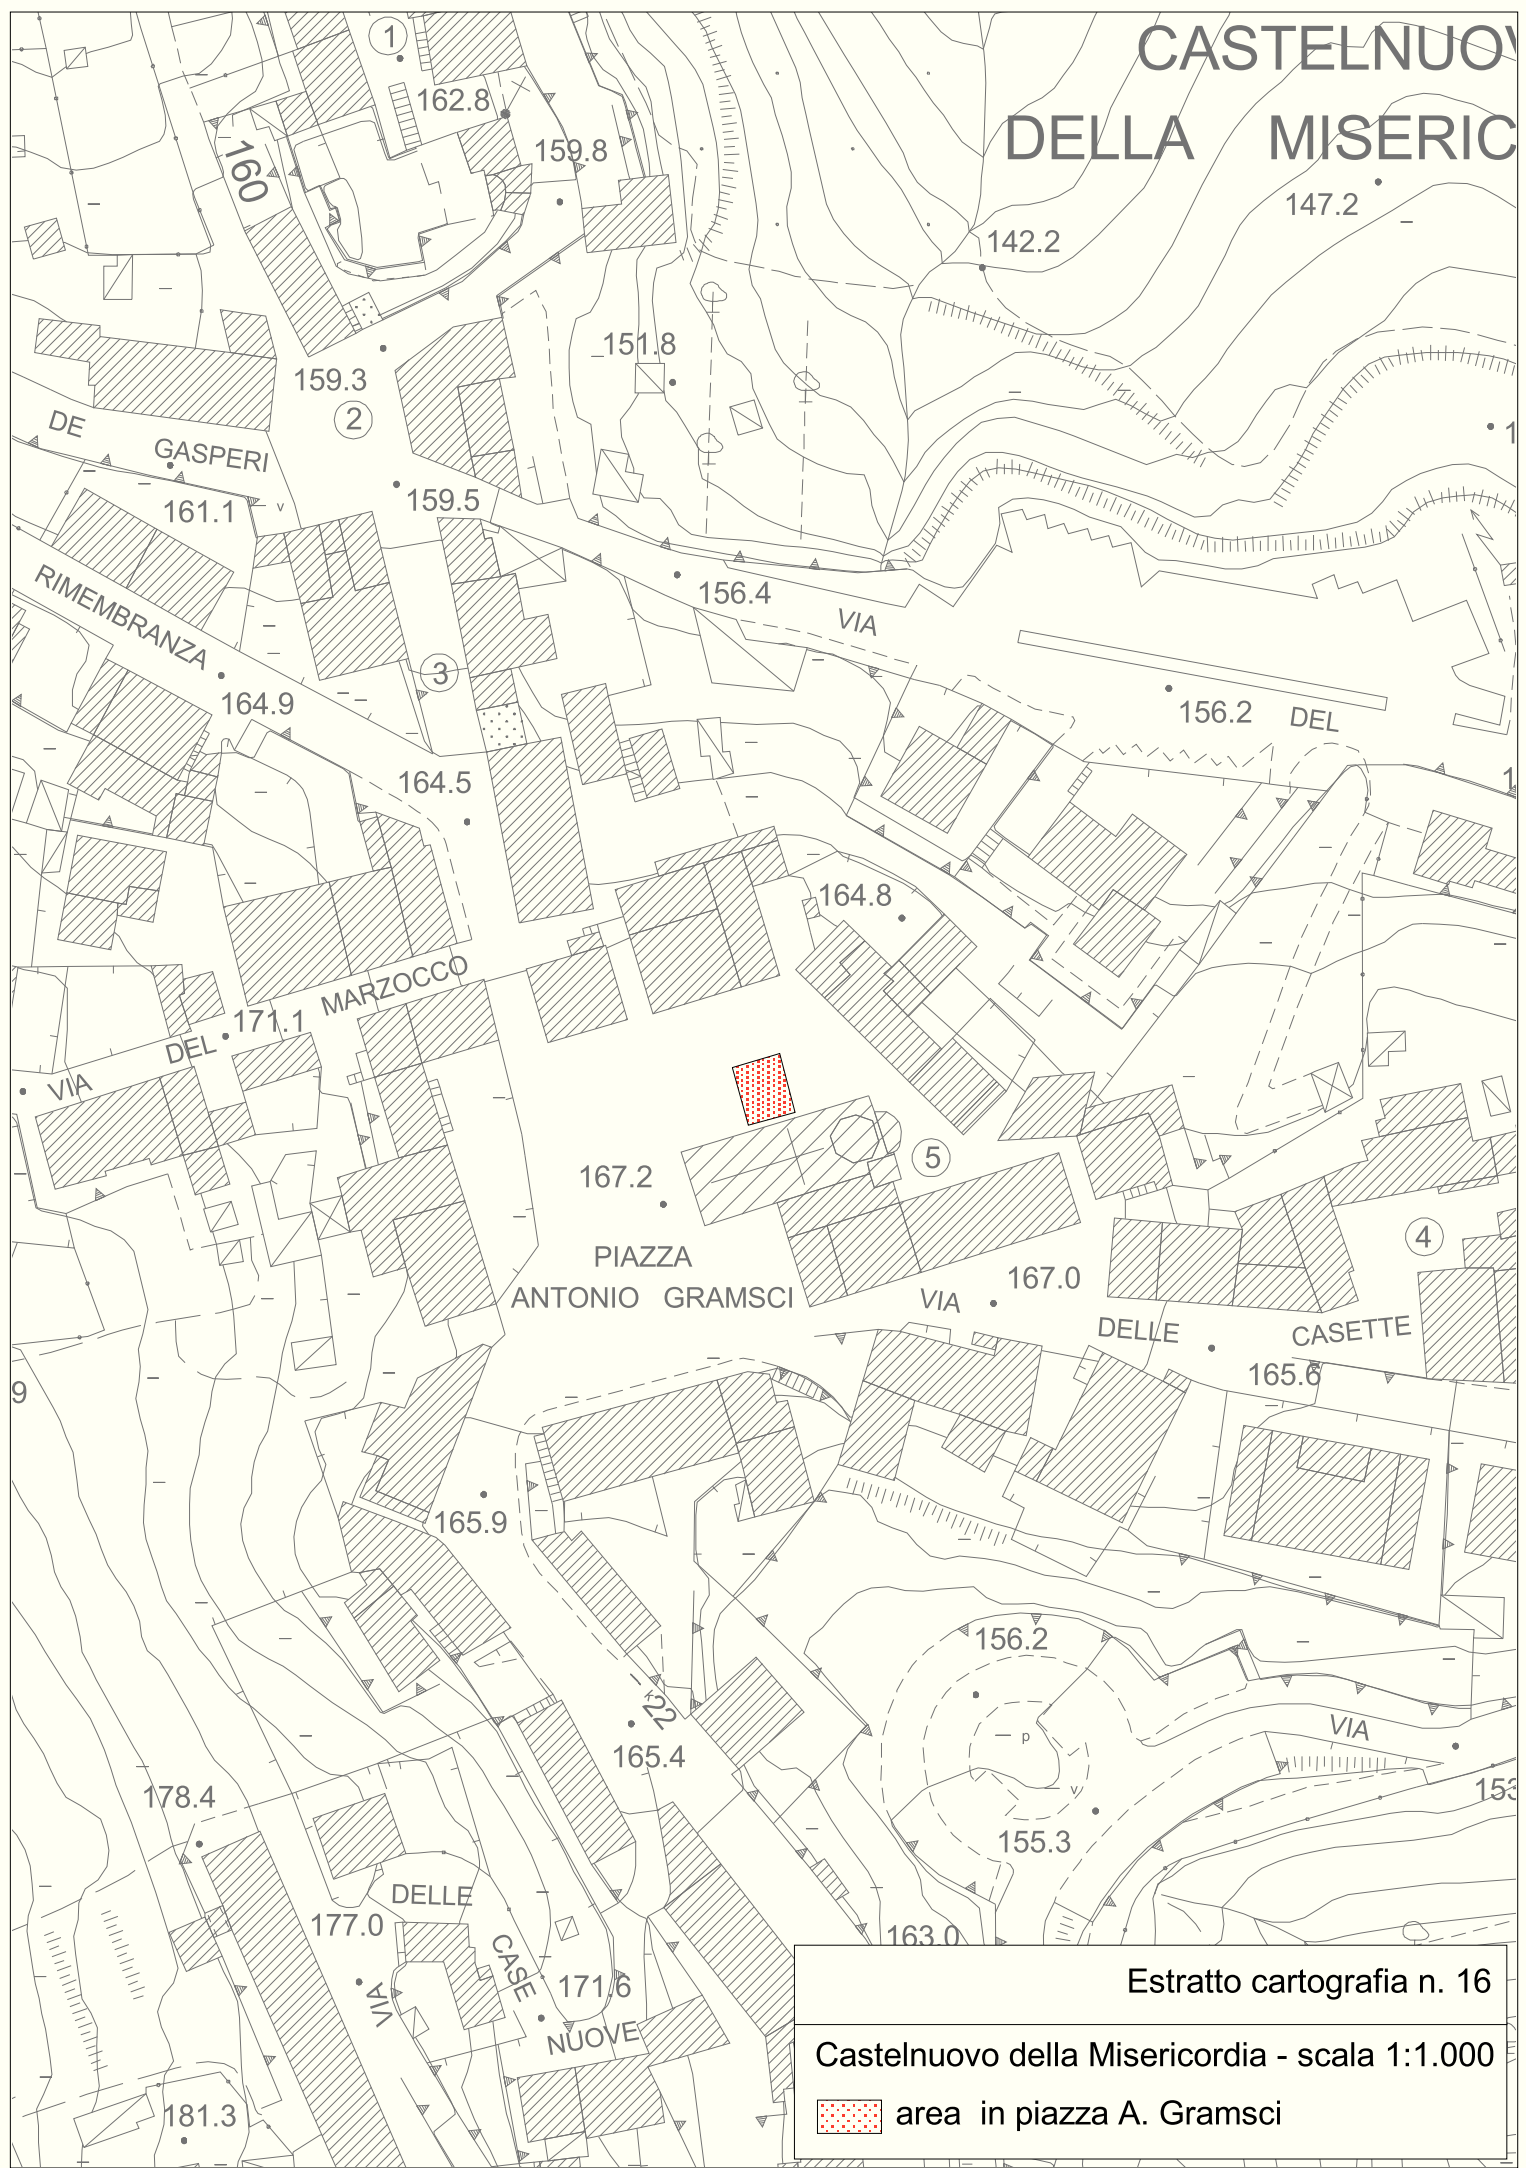 1
CASTELNUOV
162.8
DELLA MISERIC
159.8
160
147.2
142.2
151.8
159.3
2
DE GASPERI
159.5
161.1
156.4
VIA
RIMEMBRANZA
3
164.9
156.2
DEL
164.5
164.8
MARZOCCO
171.1
DEL
VIA
5
167.2
4
PIAZZA
ANTONIO GRAMSCI
167.0
VIA
DELLE
CASETTE
165.6
9
165.9
156.2
k22
VIA
p
165.4
178.4
153
155.3
DELLE
177.0
163.0
CASE
171.6
VIA
NUOVE
181.3
Estratto cartografia n. 16
Castelnuovo della Misericordia - scala 1:1.000
area in piazza A. Gramsci